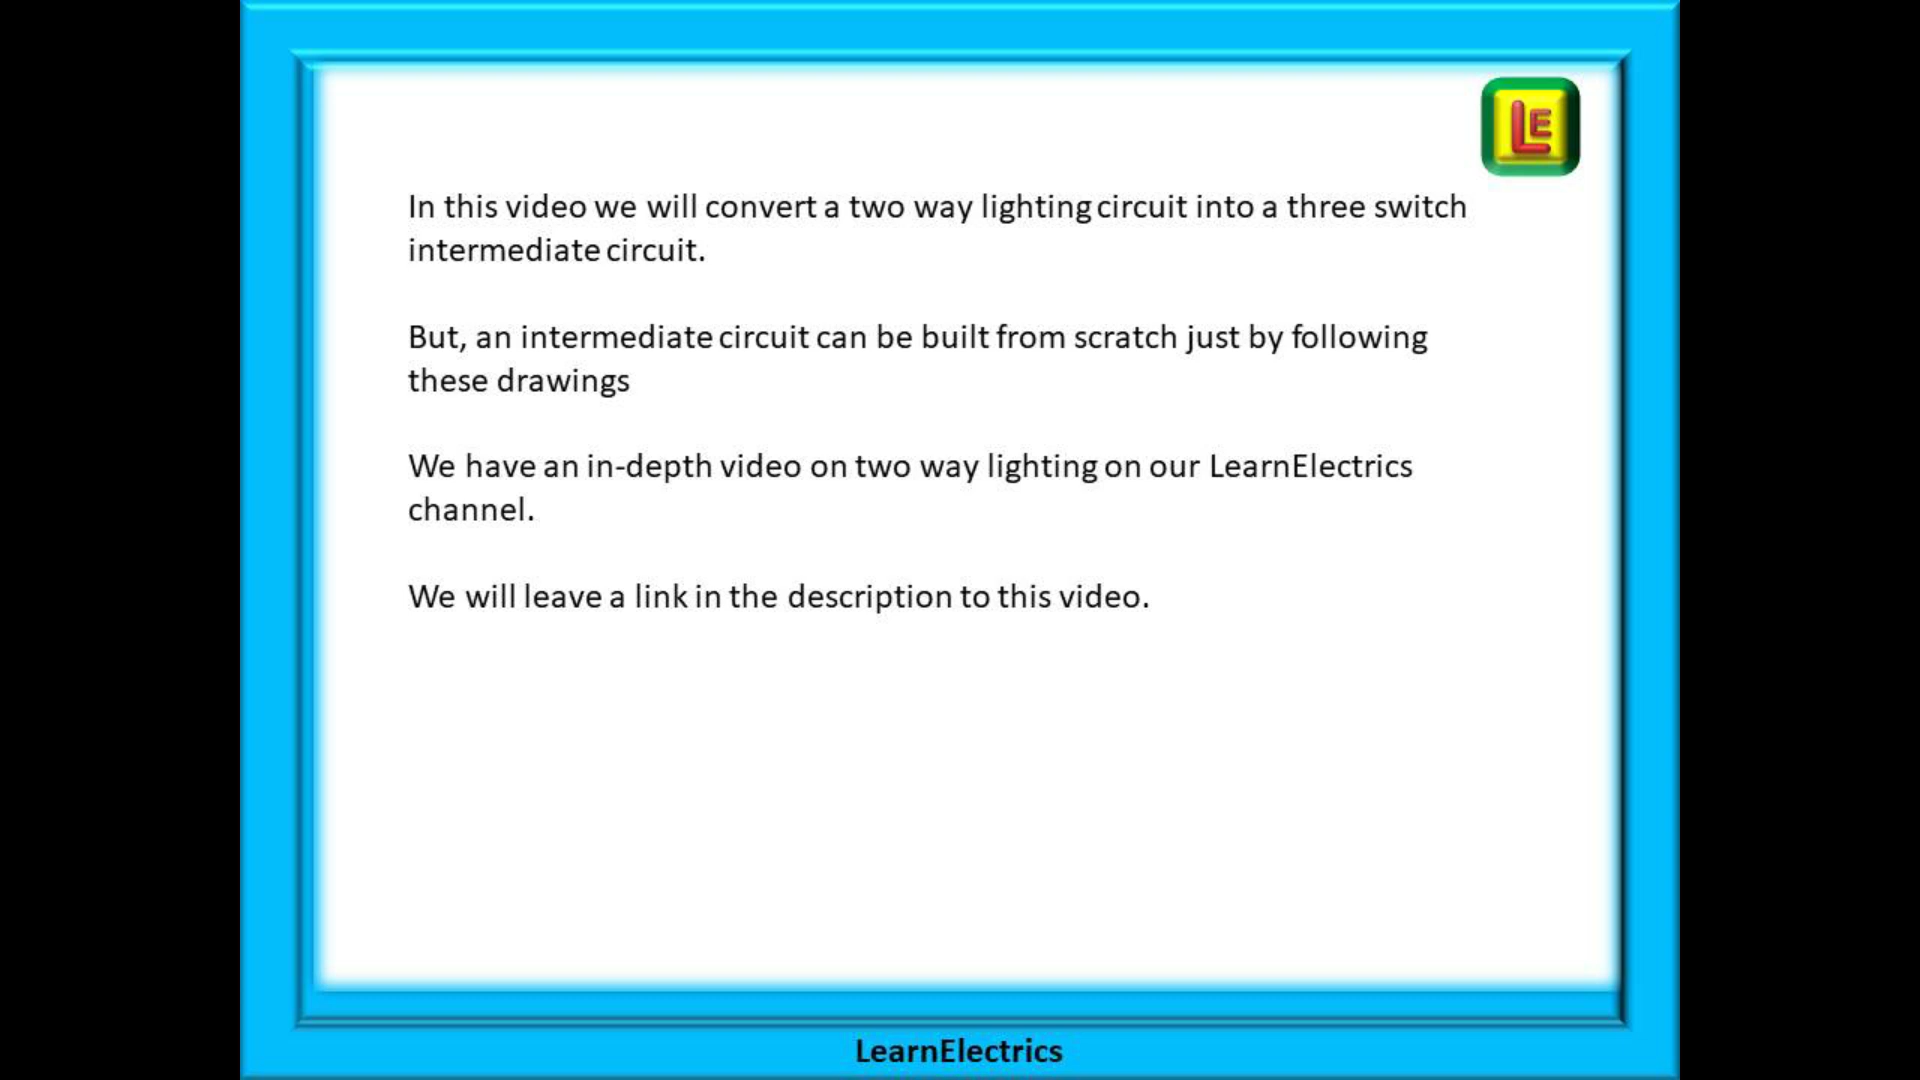 LE
In this video we will convert a two way lighting circuit into a three switch
intermediate circuit.
But, an intermediate circuit can be built from scratch just by following
these drawings
We have an in-depth video on two way lighting on our LearnElectrics
channel.
We will leave a link in the description to this video.
LearnElectrics